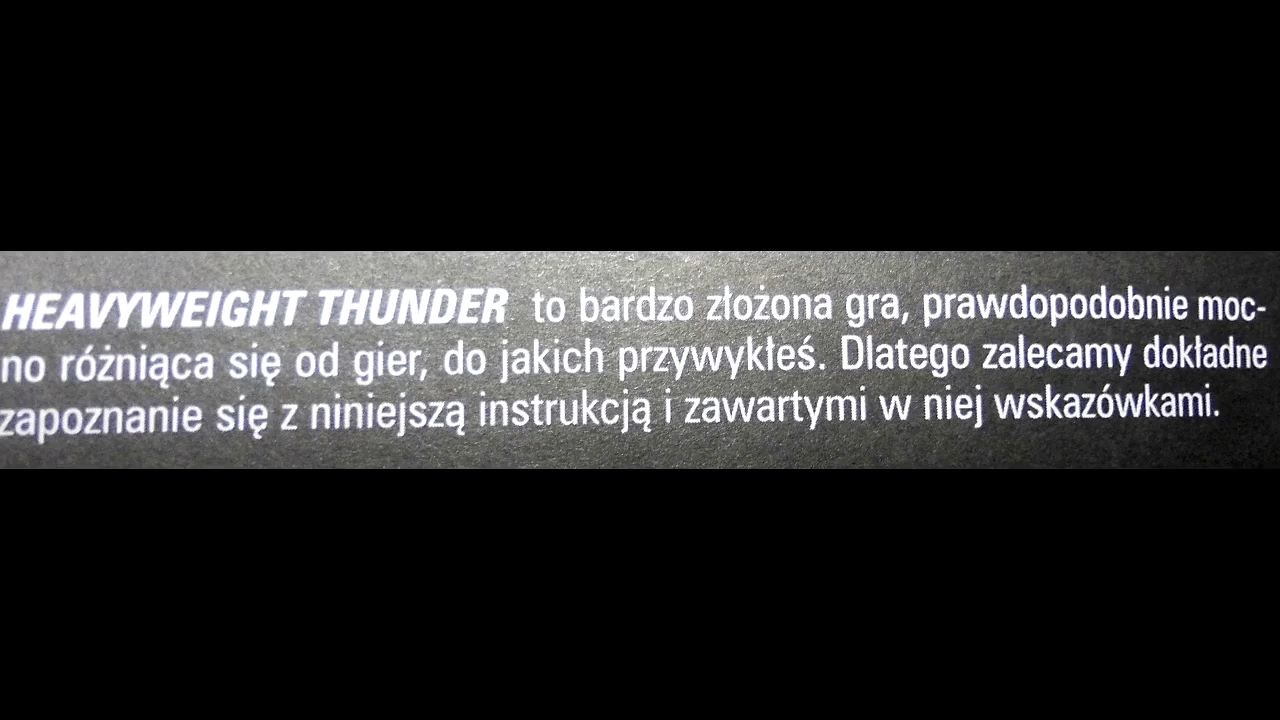 HEAVYWEIGHT THUNDER to bardzo złożona gra, prawdopodobnie moc-
no różniąca się od gier, do jakich przywykłeś. Dlatego zalecamy dokładne
zapoznanie się z niniejszą instrukcją i zawartymi w niej wskazówkami.